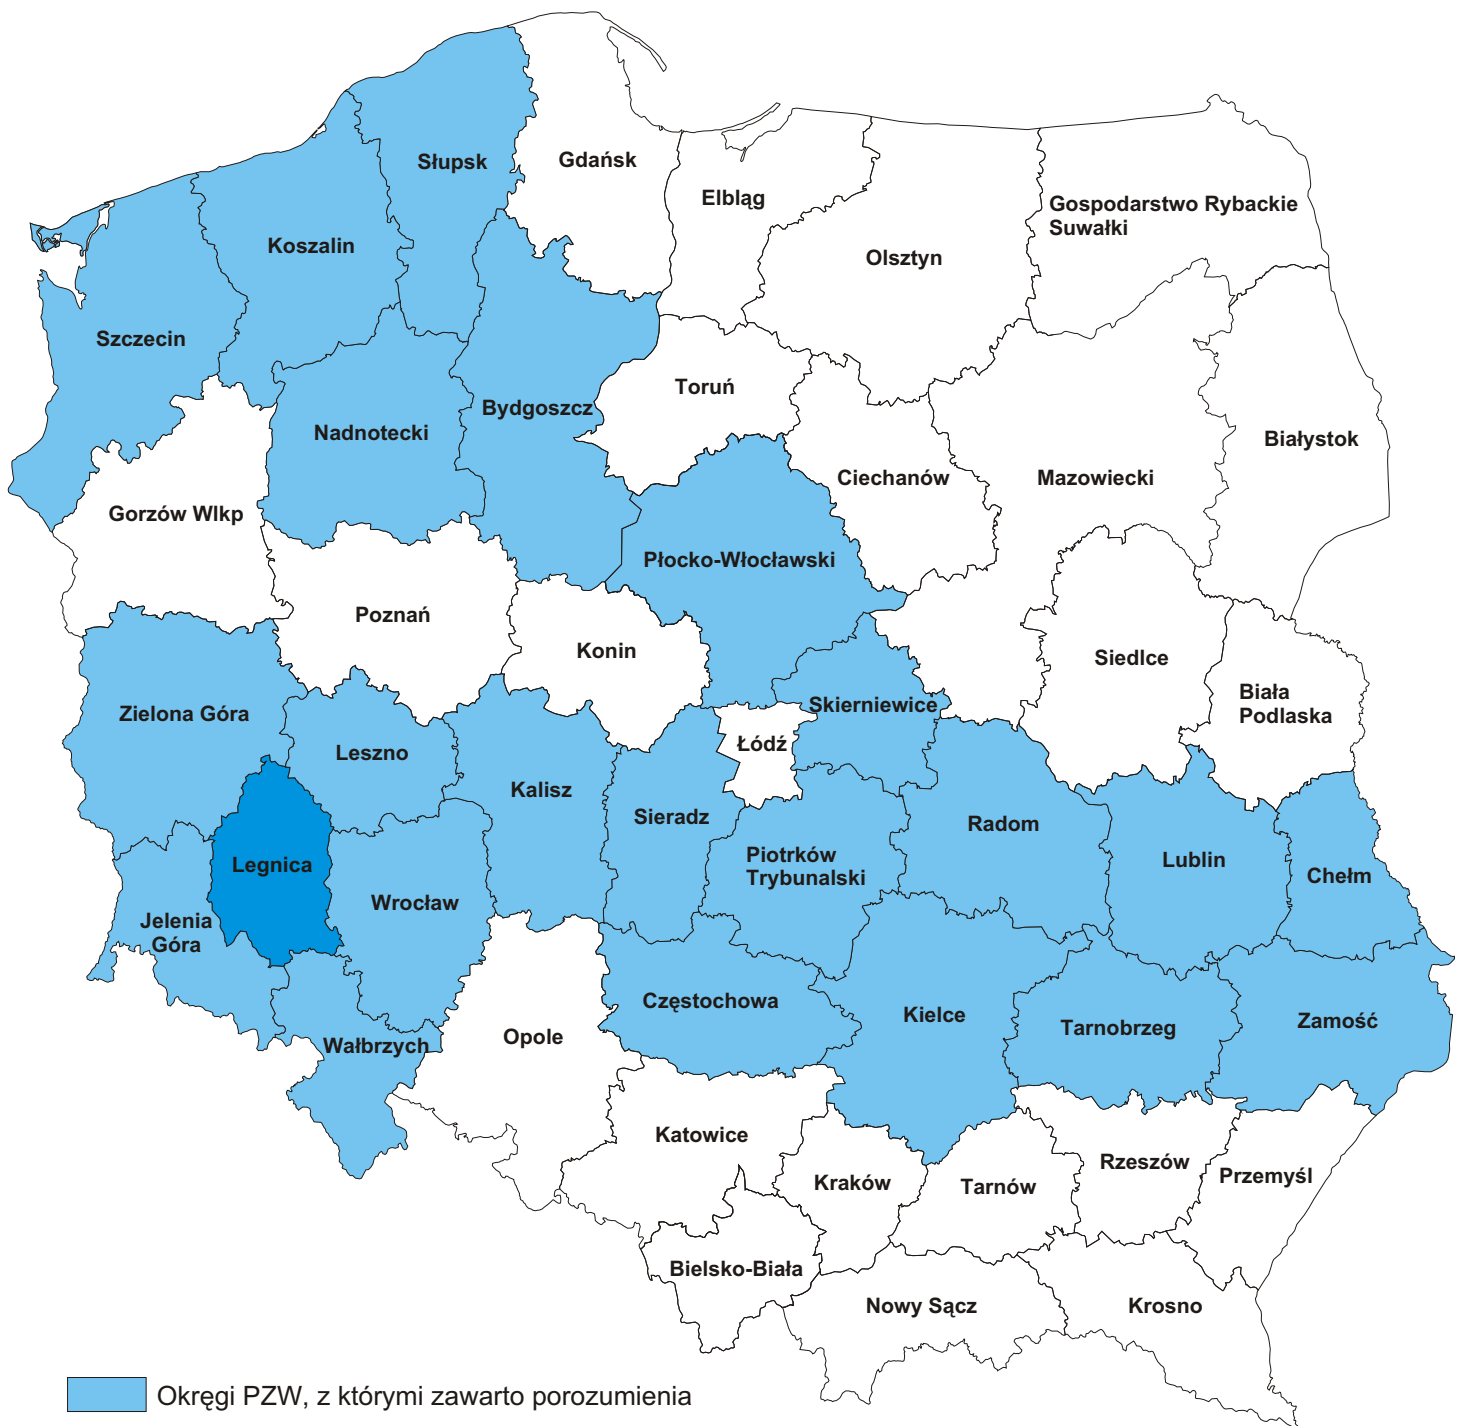 Słupsk
Gdańsk
Elbląg
Gospodarstwo Rybackie
Suwałki
Koszalin
Olsztyn
Szczecin
Toruń
Bydgoszcz
Nadnotecki
Białystok
Ciechanów
Mazowiecki
Gorzów Wlkp
Płocko-Włocławski
Poznań
Konin
Siedlce
Biała
Podlaska
Zielona Góra
Skierniewice
Leszno
Łódź
Kalisz
Sieradz
Radom
Piotrków
Trybunalski
Lublin
Chełm
Legnica
Wrocław
Jelenia
Góra
Częstochowa
Kielce
Tarnobrzeg
Zamość
Opole
Wałbrzych
Katowice
Kraków
Tarnów
Rzeszów
Przemyśl
Bielsko-Biała
Nowy Sącz
Krosno
Okręgi PZW, z którymi zawarto porozumienia